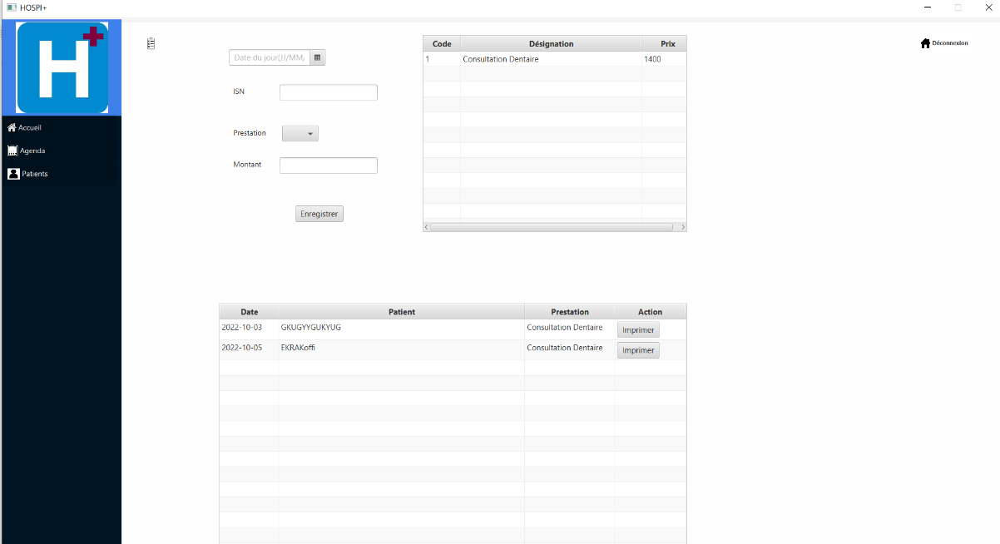 HOSPI+
H
Accueil
Agenda
Patients
Déconnexion
Date du jour(JJ/MM/
ISN
Prestation
Montant
Enregistrer
Code Désignation Prix
1 Consultation Dentaire 1400
Date Patient Prestation Action
2022-10-03 GKUGYYGUKYUG Consultation Dentaire Imprimer
2022-10-05 EKRAKoffi Consultation Dentaire Imprimer